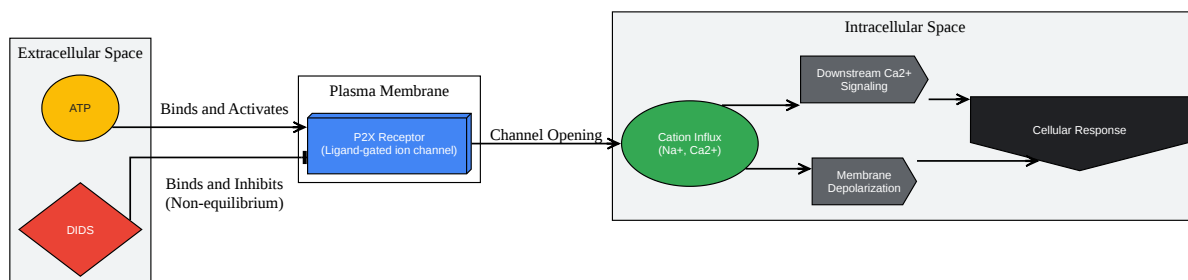 Extracellular Space
ATP
DIDS
Binds and Activates
Binds and Inhibits
(Non-equilibrium)
Plasma Membrane
P2X Receptor
(Ligand-gated ion channel)
Channel Opening
Intracellular Space
Cation Influx
(Na+, Ca2+)
Downstream Ca2+
Signaling
Membrane
Depolarization
Cellular Response